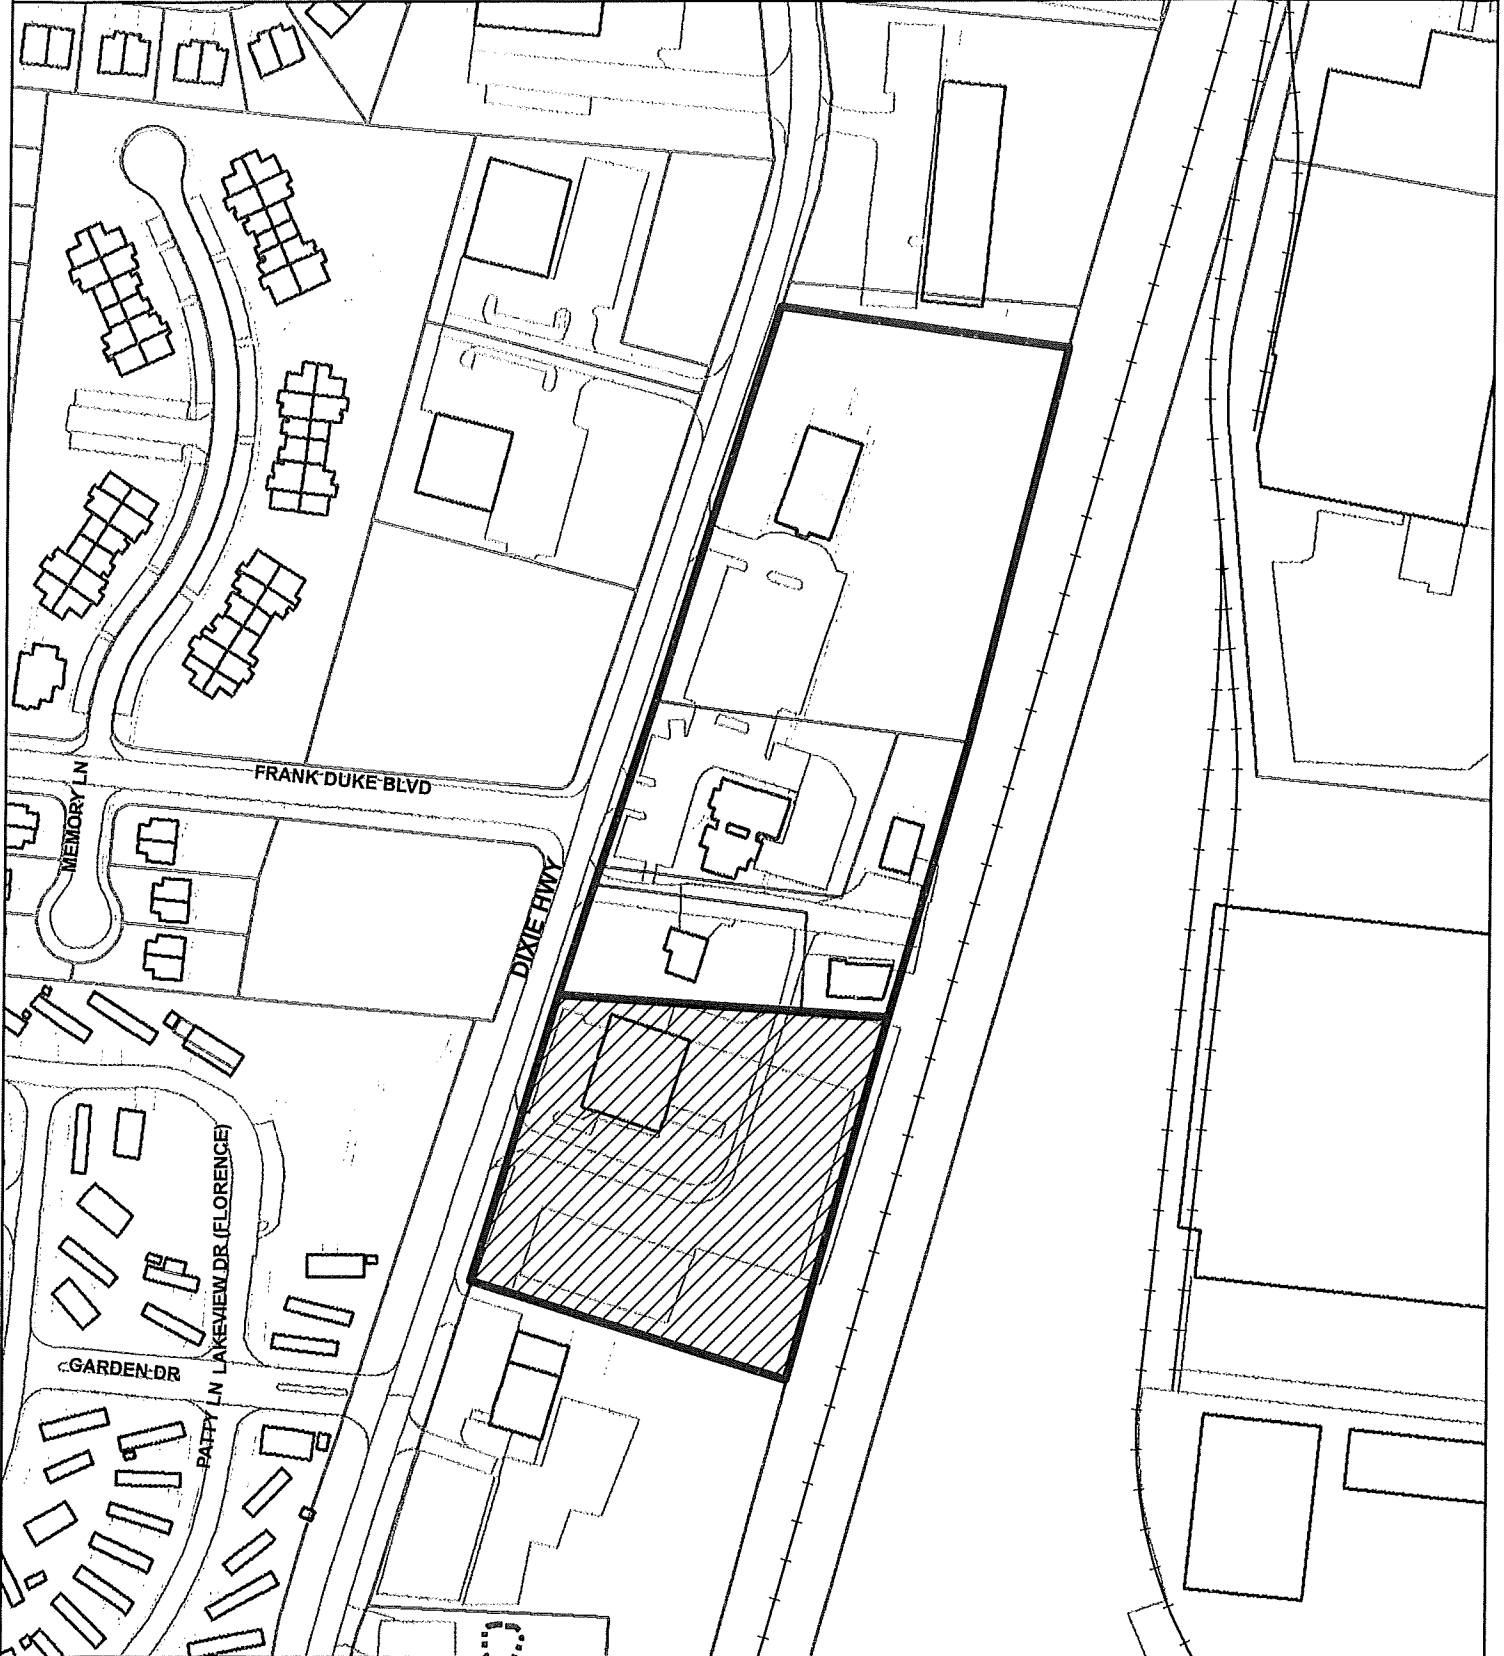 FRANK DUKE BLVD
MEMORY LN
DIXIE HWY
LAKEVIEW DR (FLORENCE)
GARDEN DR
PATTY LN